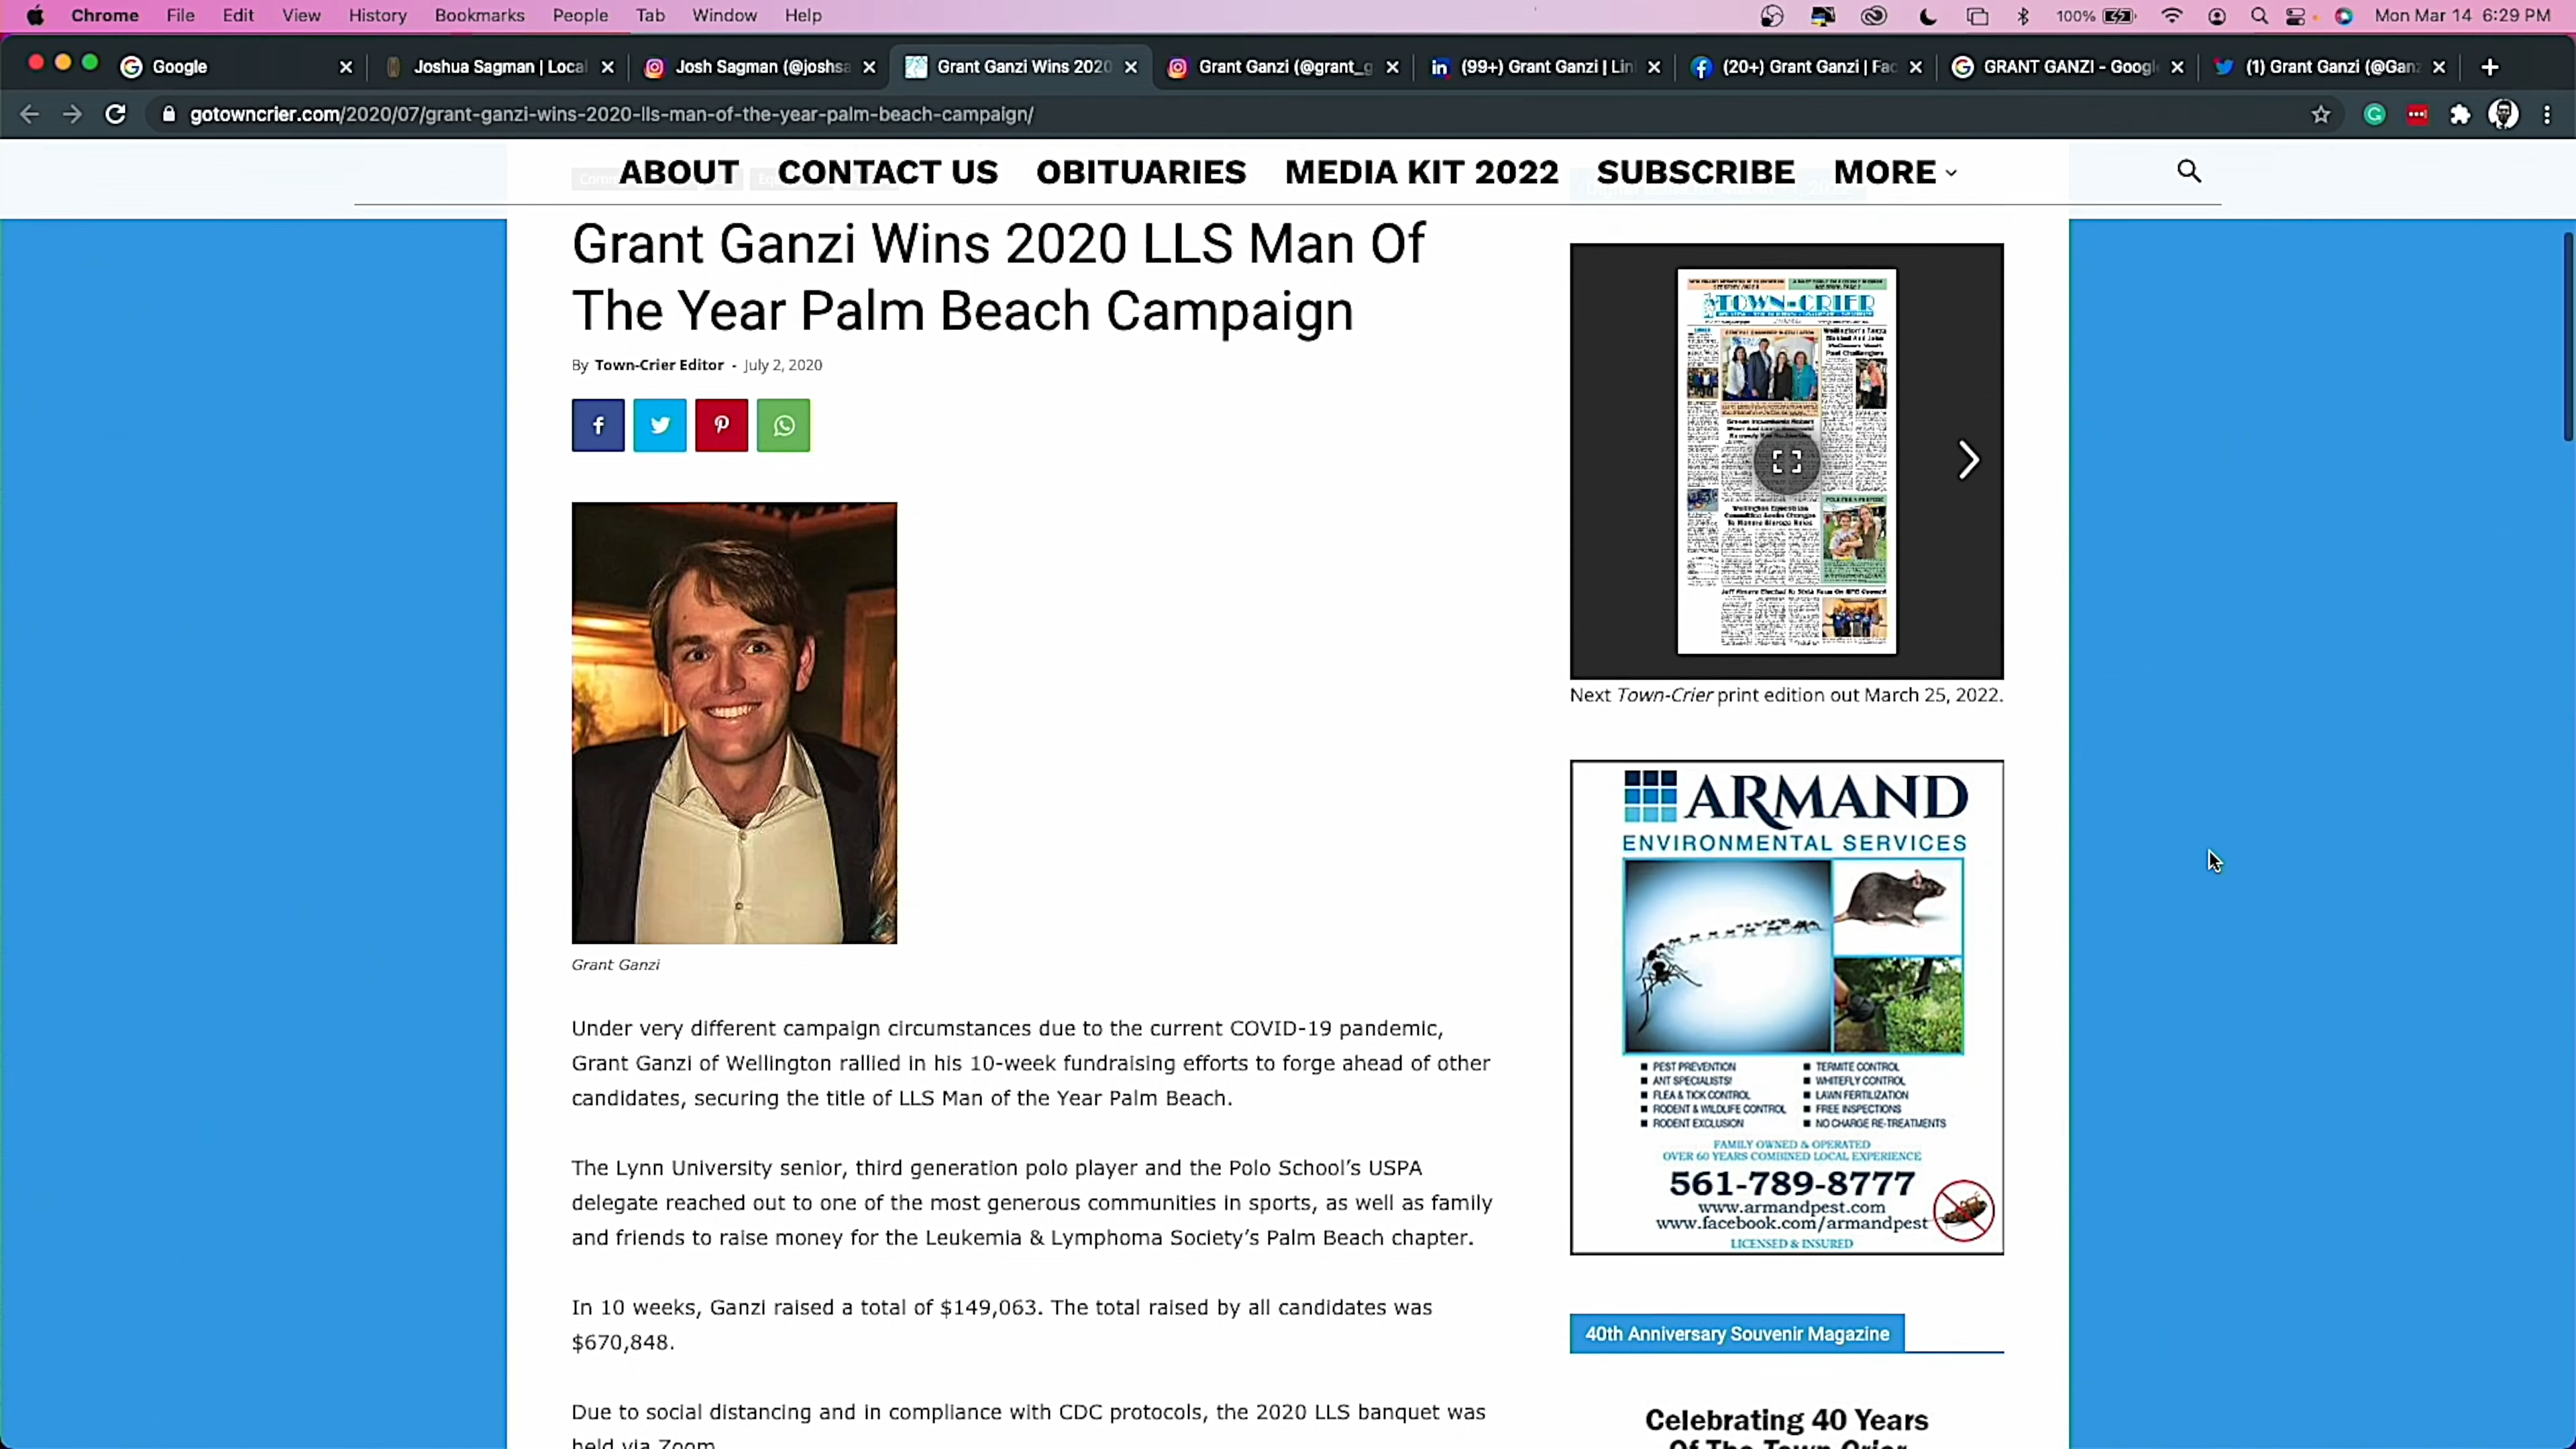 Chrome File Edit View History Bookmarks People Tab Window Help
100% Mon Mar 14 6:29 PM
Google
Joshua Sagman | Local
Josh Sagman (@joshsa
Grant Ganzi Wins 2020
Grant Ganzi (@grant_g
(99+) Grant Ganzi | Lin
(20+) Grant Ganzi | Fac
GRANT GANZI - Googl
(1) Grant Ganzi (@Ganz
gotowncrier.com/2020/07/grant-ganzi-wins-2020-lls-man-of-the-year-palm-beach-campaign/
ABOUT CONTACT US OBITUARIES MEDIA KIT 2022 SUBSCRIBE MORE
Grant Ganzi Wins 2020 LLS Man Of
The Year Palm Beach Campaign
By Town-Crier Editor - July 2, 2020
Grant Ganzi
Under very different campaign circumstances due to the current COVID-19 pandemic,
Grant Ganzi of Wellington rallied in his 10-week fundraising efforts to forge ahead of other
candidates, securing the title of LLS Man of the Year Palm Beach.
The Lynn University senior, third generation polo player and the Polo School's USPA
delegate reached out to one of the most generous communities in sports, as well as family
and friends to raise money for the Leukemia & Lymphoma Society's Palm Beach chapter.
In 10 weeks, Ganzi raised a total of $149,063. The total raised by all candidates was
$670,848.
Due to social distancing and in compliance with CDC protocols, the 2020 LLS banquet was
held via Zoom.
TOWN-CRIER
Next Town-Crier print edition out March 25, 2022.
ARMAND
ENVIRONMENTAL SERVICES
PEST PREVENTION
ANT SPECIALISTS!
FLEA & TICK CONTROL
RODENT & WILDLIFE CONTROL
RODENT EXCLUSION
TERMITE CONTROL
WHITEFLY CONTROL
LAWN FERTILIZATION
FREE INSPECTIONS
NO CHARGE RE-TREATMENTS
FAMILY OWNED & OPERATED
OVER 60 YEARS COMBINED LOCAL EXPERIENCE
561-789-8777
www.armandpest.com
www.facebook.com/armandpest
LICENSED & INSURED
40th Anniversary Souvenir Magazine
Celebrating 40 Years
Of The Town-Crier